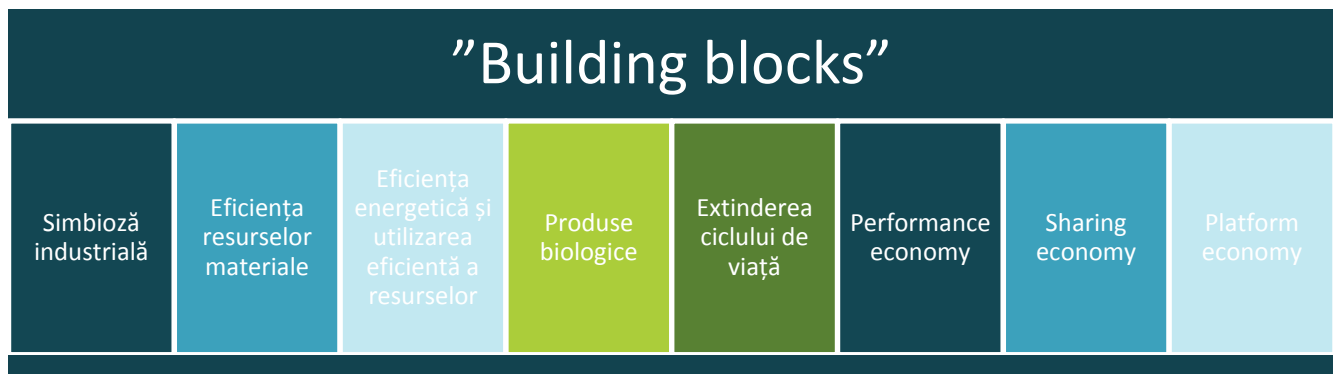 ”Building blocks”
Simbioză
industrială
Eficiența
resurselor
materiale
Eficiența
energetică și
utilizarea
eficientă a
resurselor
Produse
biologice
Extinderea
ciclului de
viață
Performance
economy
Sharing
economy
Platform
economy